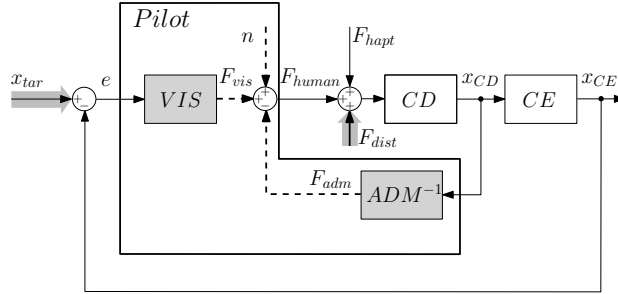 Pilot
n
F_hapt
x_tar
e
F_vis
F_human
x_CD
x_CE
VIS
CD
CE
F_dist
F_adm
ADM⁻¹